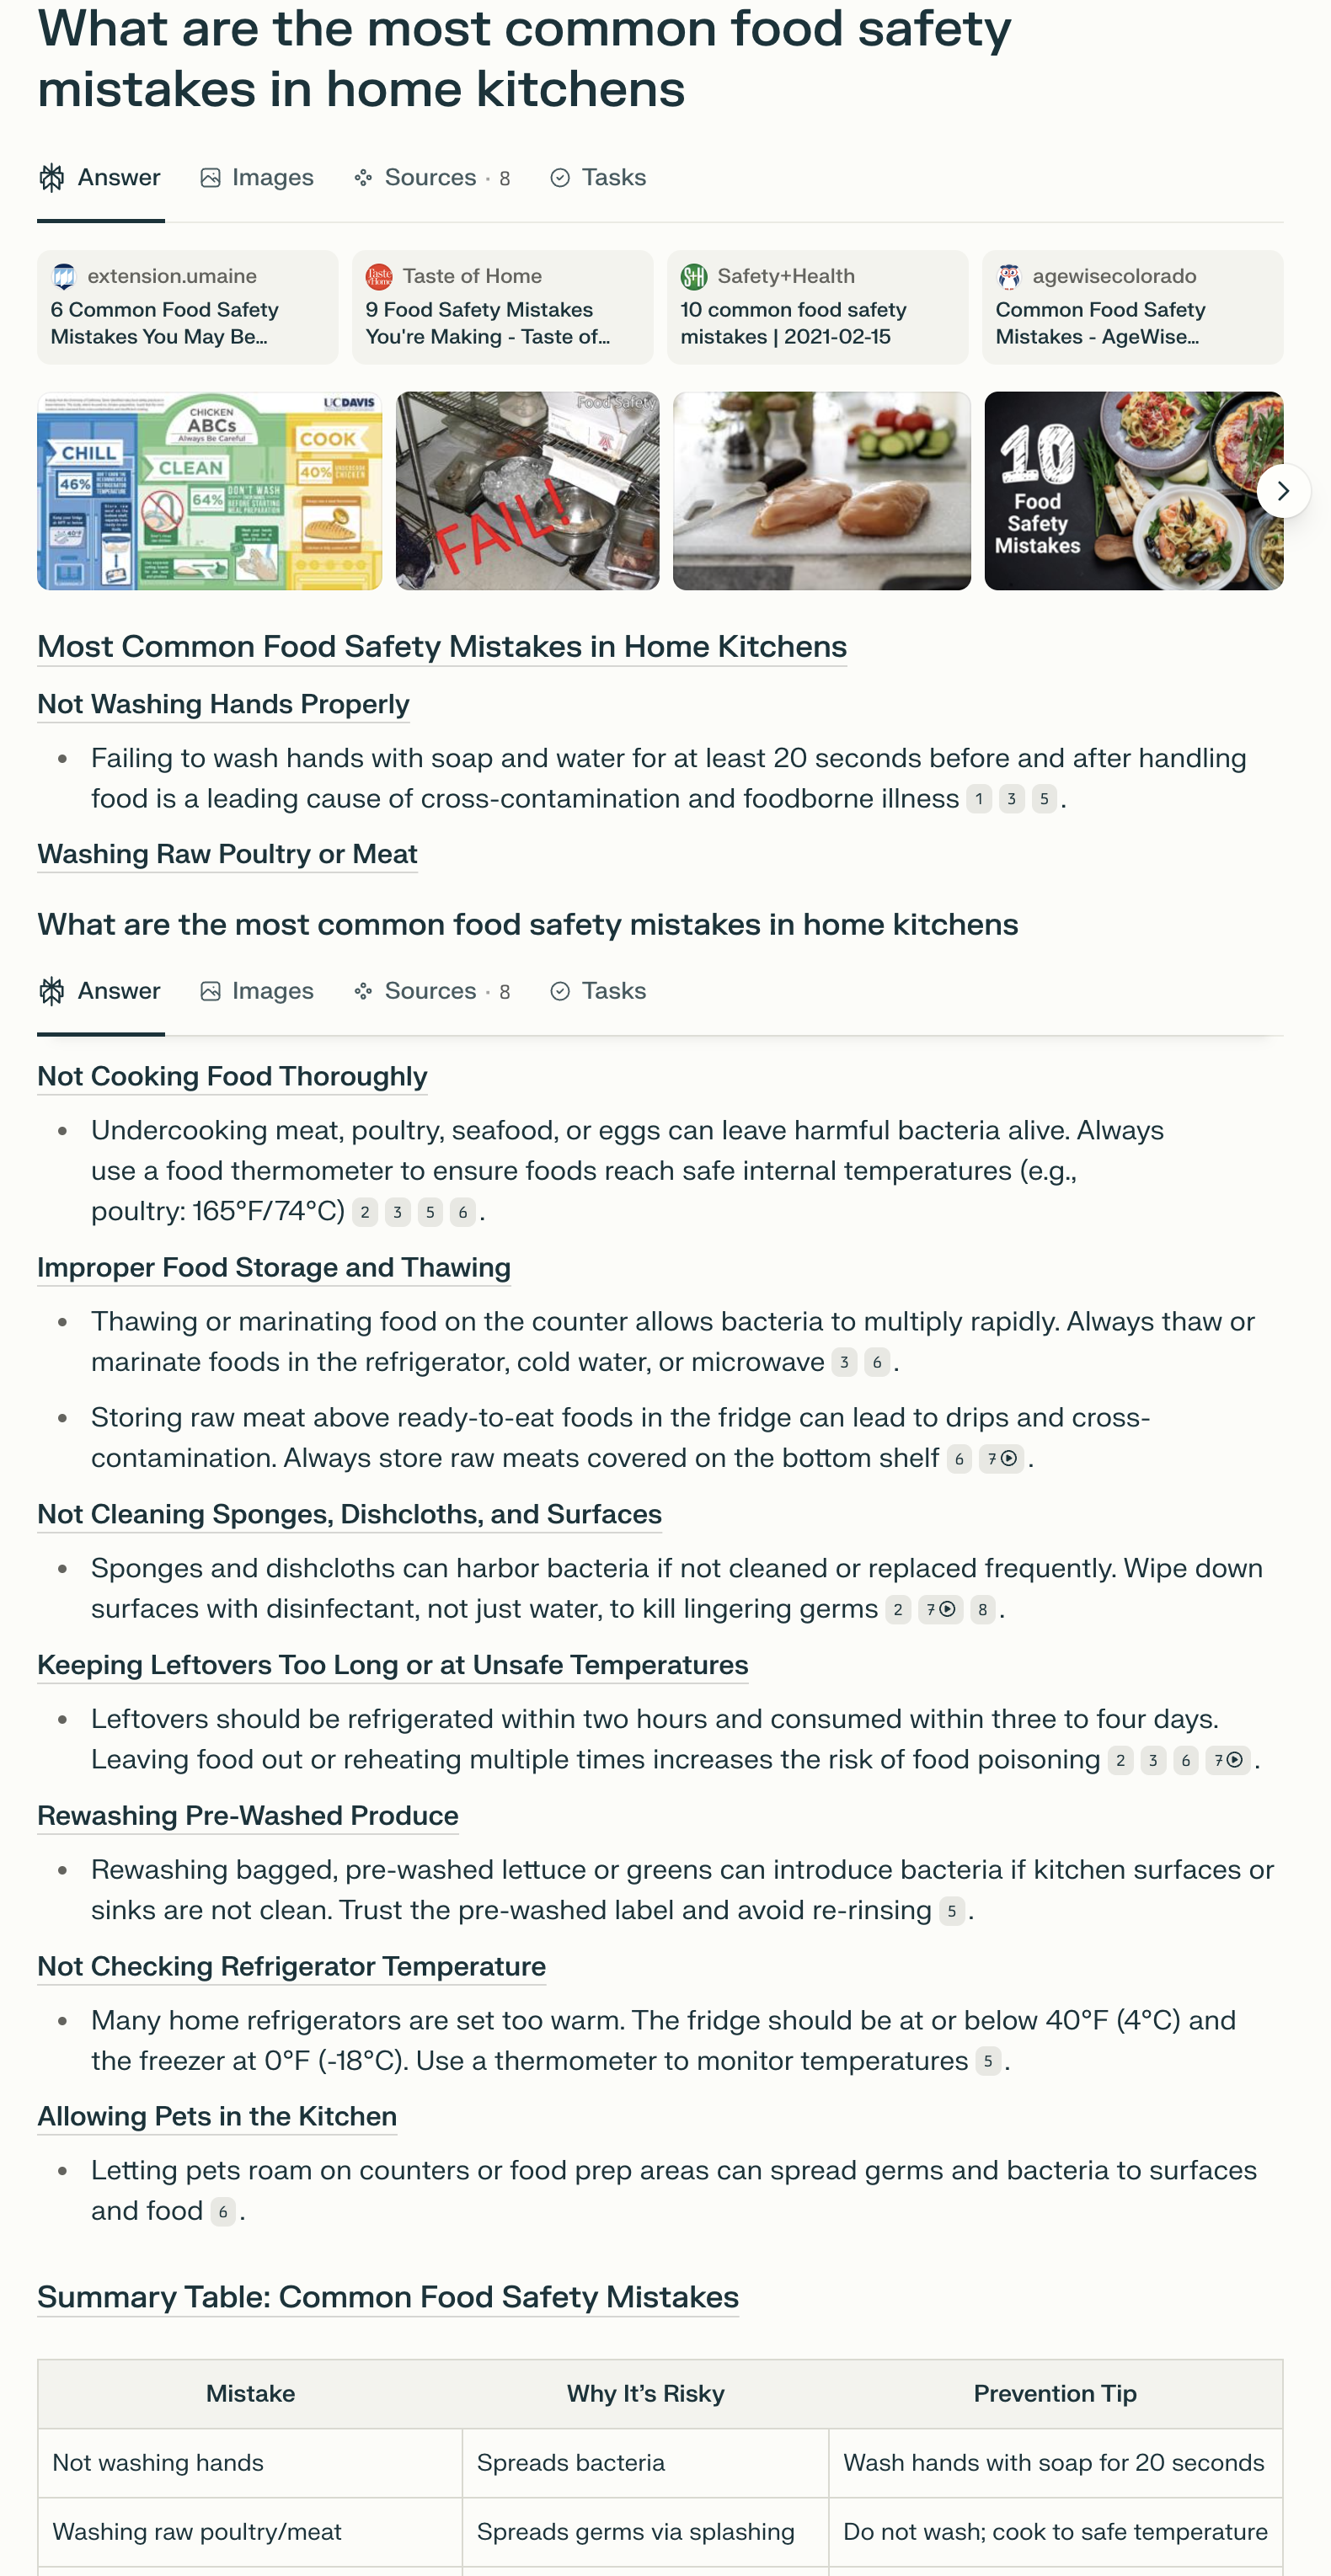 What are the most common food safety
mistakes in home kitchens
Answer
Images
Sources · 8
Tasks
extension.umaine
6 Common Food Safety
Mistakes You May Be...
Taste of Home
9 Food Safety Mistakes
You're Making - Taste of...
S+H
Safety+Health
10 common food safety
mistakes | 2021-02-15
agewisecolorado
Common Food Safety
Mistakes - AgeWise...
UCDAVIS
CHICKEN
ABCs
Always Be Careful
CHILL
46%
CLEAN
64%
DON'T WASH
BEFORE STARTING
MEAL PREPARATION
COOK
40%
UNDERCOOK
CHICKEN
40°F
Food Safety
FAIL!
10
Food
Safety
Mistakes
Most Common Food Safety Mistakes in Home Kitchens
Not Washing Hands Properly
• Failing to wash hands with soap and water for at least 20 seconds before and after handling
food is a leading cause of cross-contamination and foodborne illness 1 3 5 .
Washing Raw Poultry or Meat
What are the most common food safety mistakes in home kitchens
Answer
Images
Sources · 8
Tasks
Not Cooking Food Thoroughly
• Undercooking meat, poultry, seafood, or eggs can leave harmful bacteria alive. Always
use a food thermometer to ensure foods reach safe internal temperatures (e.g.,
poultry: 165°F/74°C) 2 3 5 6 .
Improper Food Storage and Thawing
• Thawing or marinating food on the counter allows bacteria to multiply rapidly. Always thaw or
marinate foods in the refrigerator, cold water, or microwave 3 6 .
• Storing raw meat above ready-to-eat foods in the fridge can lead to drips and cross-
contamination. Always store raw meats covered on the bottom shelf 6 7 .
Not Cleaning Sponges, Dishcloths, and Surfaces
• Sponges and dishcloths can harbor bacteria if not cleaned or replaced frequently. Wipe down
surfaces with disinfectant, not just water, to kill lingering germs 2 7 8 .
Keeping Leftovers Too Long or at Unsafe Temperatures
• Leftovers should be refrigerated within two hours and consumed within three to four days.
Leaving food out or reheating multiple times increases the risk of food poisoning 2 3 6 7 .
Rewashing Pre-Washed Produce
• Rewashing bagged, pre-washed lettuce or greens can introduce bacteria if kitchen surfaces or
sinks are not clean. Trust the pre-washed label and avoid re-rinsing 5 .
Not Checking Refrigerator Temperature
• Many home refrigerators are set too warm. The fridge should be at or below 40°F (4°C) and
the freezer at 0°F (-18°C). Use a thermometer to monitor temperatures 5 .
Allowing Pets in the Kitchen
• Letting pets roam on counters or food prep areas can spread germs and bacteria to surfaces
and food 6 .
Summary Table: Common Food Safety Mistakes
Mistake
Why It’s Risky
Prevention Tip
Not washing hands
Spreads bacteria
Wash hands with soap for 20 seconds
Washing raw poultry/meat
Spreads germs via splashing
Do not wash; cook to safe temperature